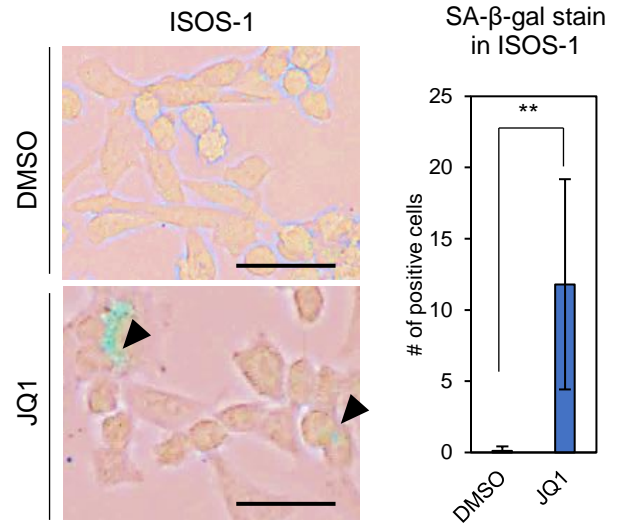 ISOS-1
DMSO
JQ1
SA-β-gal stain
in ISOS-1
# of positive cells
25
20
15
10
5
0
**
DMSO
JQ1